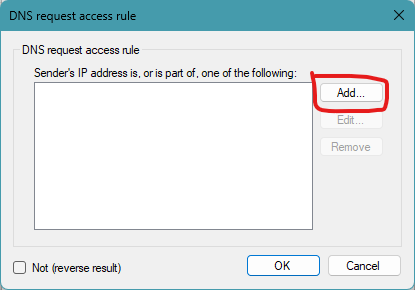 DNS request access rule
DNS request access rule
Sender's IP address is, or is part of, one of the following:
Add...
Edit...
Remove
Not (reverse result)
OK
Cancel